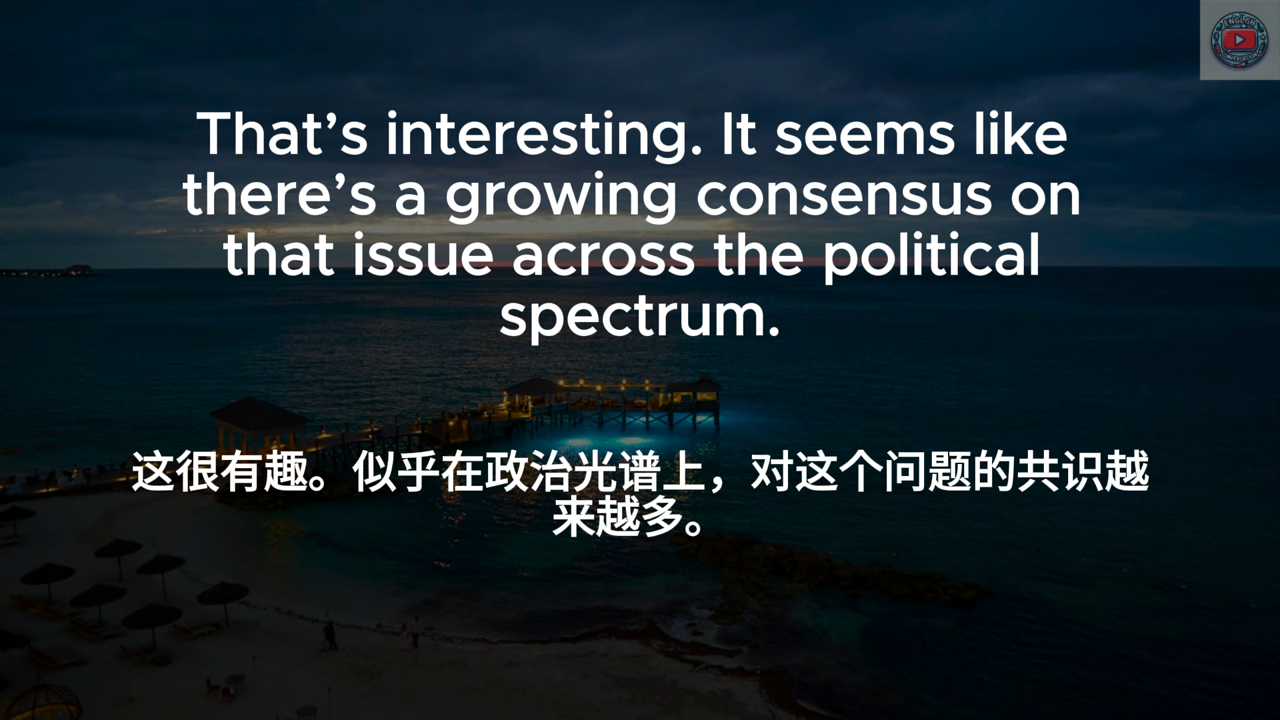 That’s interesting. It seems like
there’s a growing consensus on
that issue across the political
spectrum.
这很有趣。似乎在政治光谱上，对这个问题的共识越
来越多。